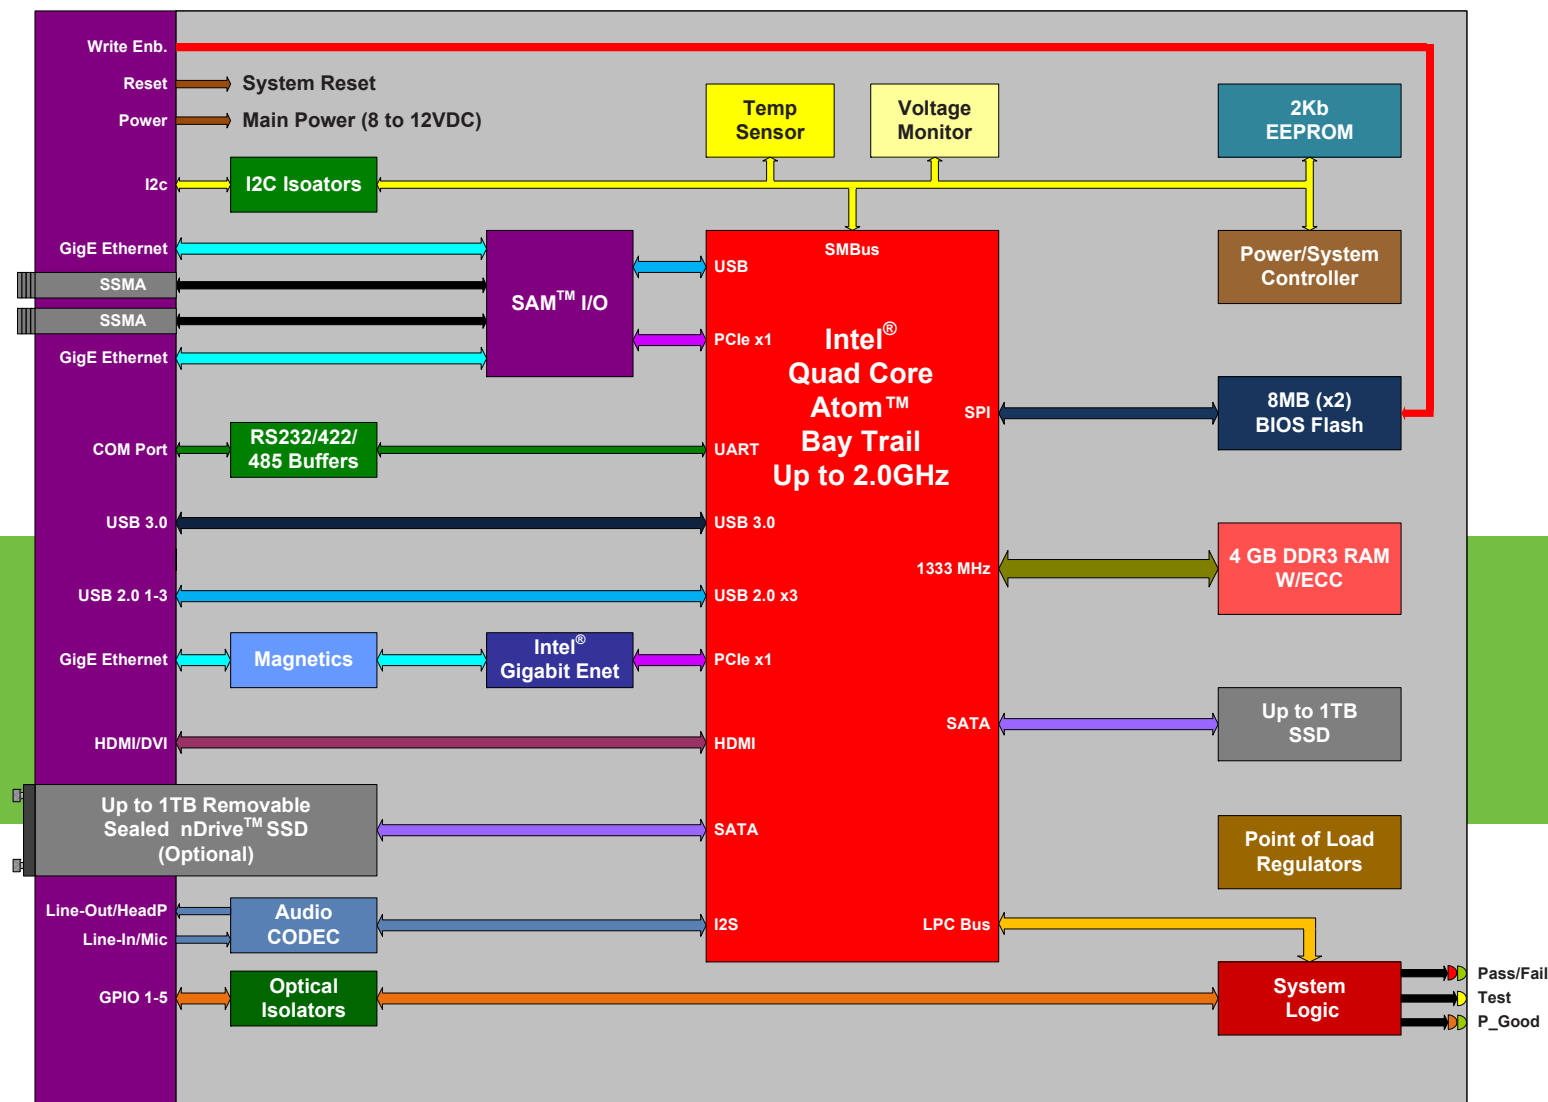 Write Enb.
Reset
System Reset
Power
Main Power (8 to 12VDC)
I2c
I2C Isoators
Temp
Sensor
Voltage
Monitor
2Kb
EEPROM
GigE Ethernet
SSMA
SSMA
GigE Ethernet
SAM™ I/O
USB
PCIe x1
SMBus
Intel®
Quad Core
Atom™
Bay Trail
Up to 2.0GHz
Power/System
Controller
SPI
8MB (x2)
BIOS Flash
COM Port
RS232/422/
485 Buffers
UART
USB 3.0
USB 3.0
1333 MHz
4 GB DDR3 RAM
W/ECC
USB 2.0 1-3
USB 2.0 x3
GigE Ethernet
Magnetics
Intel®
Gigabit Enet
PCIe x1
HDMI/DVI
HDMI
SATA
Up to 1TB
SSD
Up to 1TB Removable
Sealed nDrive™ SSD
(Optional)
SATA
Point of Load
Regulators
Line-Out/HeadP
Line-In/Mic
Audio
CODEC
I2S
LPC Bus
GPIO 1-5
Optical
Isolators
System
Logic
Pass/Fail
Test
P_Good